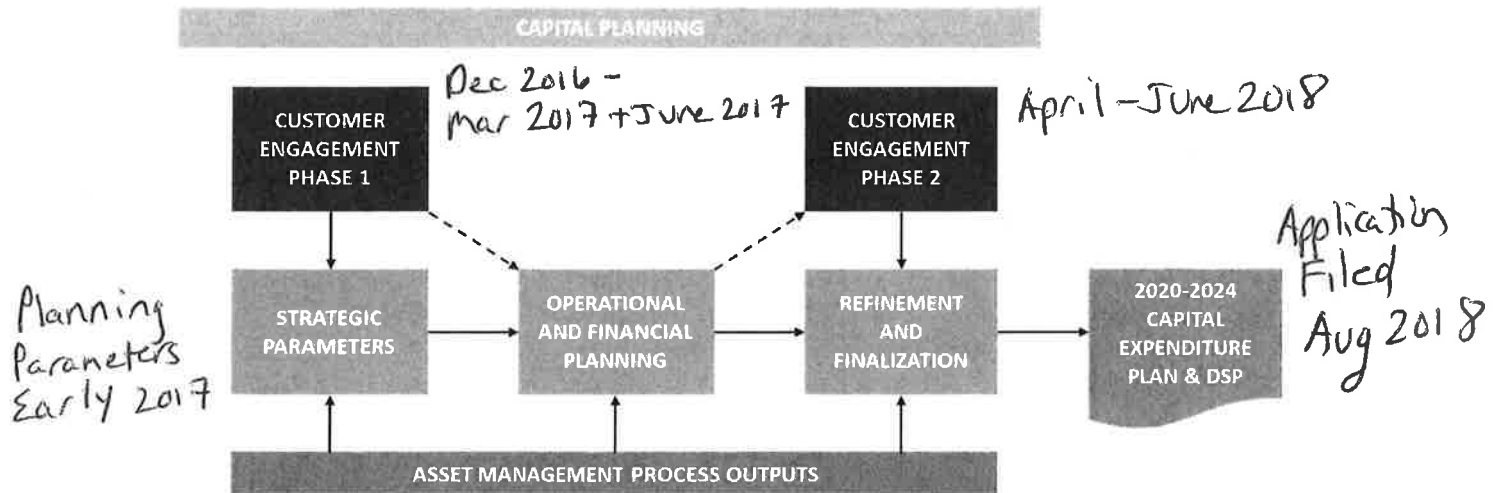 CAPITAL PLANNING
CUSTOMER
ENGAGEMENT
PHASE 1
Dec 2016 -
Mar 2017 + June 2017
CUSTOMER
ENGAGEMENT
PHASE 2
April - June 2018
Planning
Parameters
Early 2017
STRATEGIC
PARAMETERS
OPERATIONAL
AND FINANCIAL
PLANNING
REFINEMENT
AND
FINALIZATION
2020-2024
CAPITAL
EXPENDITURE
PLAN & DSP
Application
Filed
Aug 2018
ASSET MANAGEMENT PROCESS OUTPUTS